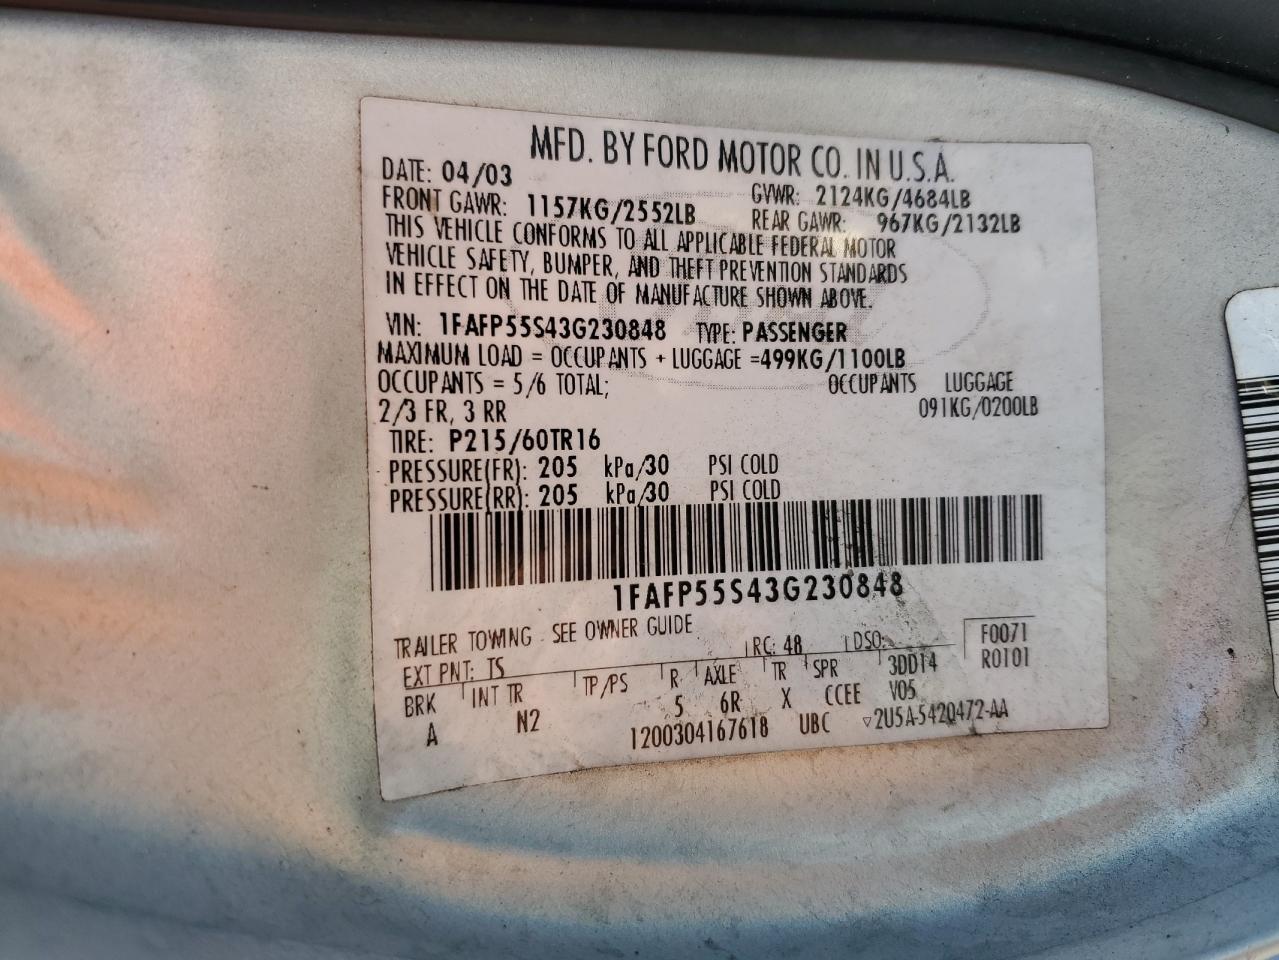 MFD. BY FORD MOTOR CO. IN U.S.A.
DATE: 04/03 GVWR: 2124KG/4684LB
FRONT GAWR: 1157KG/2552LB REAR GAWR: 967KG/2132LB
THIS VEHICLE CONFORMS TO ALL APPLICABLE FEDERAL MOTOR
VEHICLE SAFETY, BUMPER, AND THEFT PREVENTION STANDARDS
IN EFFECT ON THE DATE OF MANUFACTURE SHOWN ABOVE.
VIN: 1FAFP55S43G230848 TYPE: PASSENGER
MAXIMUM LOAD = OCCUPANTS + LUGGAGE =499KG/1100LB
OCCUPANTS = 5/6 TOTAL; OCCUPANTS LUGGAGE
2/3 FR, 3 RR 091KG/0200LB
TIRE: P215/60TR16
PRESSURE(FR): 205 kPa/30 PSI COLD
PRESSURE(RR): 205 kPa/30 PSI COLD
1FAFP55S43G230848
TRAILER TOWING - SEE OWNER GUIDE
EXT PNT: TS RC: 48 DSO: F0071
BRK INT TR TP/PS R AXLE TR SPR 3DD14 R0101
A N2 5 6R X CCEE V05
1200304167618 UBC ▽2U5A-5420472-AA